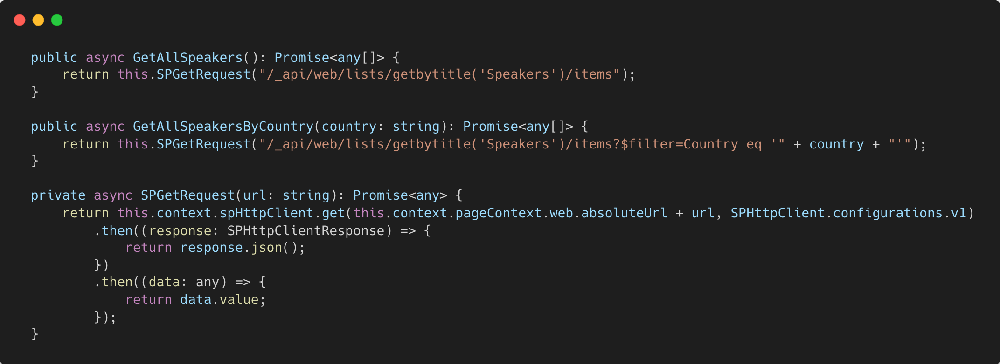 public async GetAllSpeakers(): Promise<any[]> {
    return this.SPGetRequest("/_api/web/lists/getbytitle('Speakers')/items");
}

public async GetAllSpeakersByCountry(country: string): Promise<any[]> {
    return this.SPGetRequest("/_api/web/lists/getbytitle('Speakers')/items?$filter=Country eq '" + country + "'");
}

private async SPGetRequest(url: string): Promise<any> {
    return this.context.spHttpClient.get(this.context.pageContext.web.absoluteUrl + url, SPHttpClient.configurations.v1)
        .then((response: SPHttpClientResponse) => {
            return response.json();
        })
        .then((data: any) => {
            return data.value;
        });
}